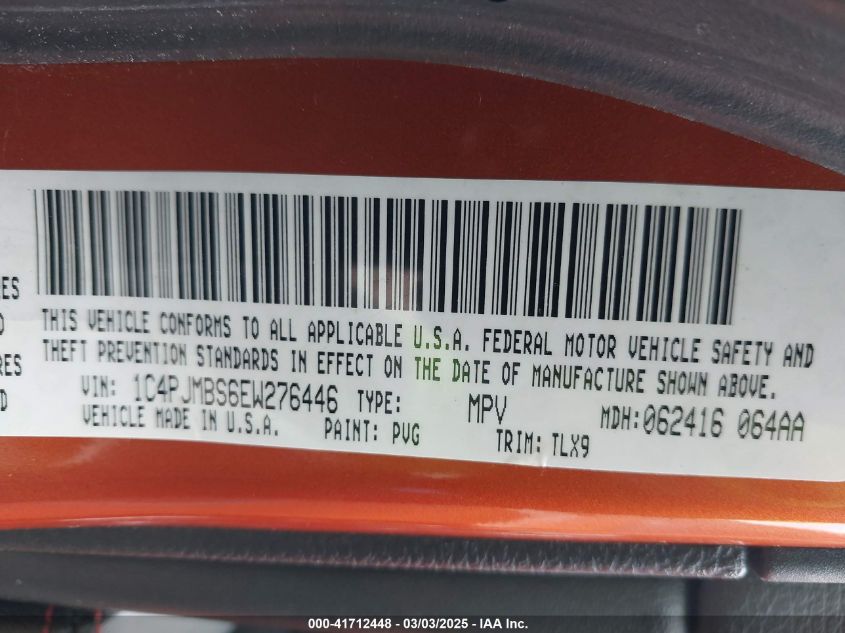 ES
D
RES
D
THIS VEHICLE CONFORMS TO ALL APPLICABLE U.S.A. FEDERAL MOTOR VEHICLE SAFETY AND
THEFT PREVENTION STANDARDS IN EFFECT ON THE DATE OF MANUFACTURE SHOWN ABOVE.
VIN: 1C4PJMBS6EW276446 TYPE: MPV MDH:062416 064AA
VEHICLE MADE IN U.S.A. PAINT: PVG TRIM: TLX9
000-41712448 - 03/03/2025 - IAA Inc.